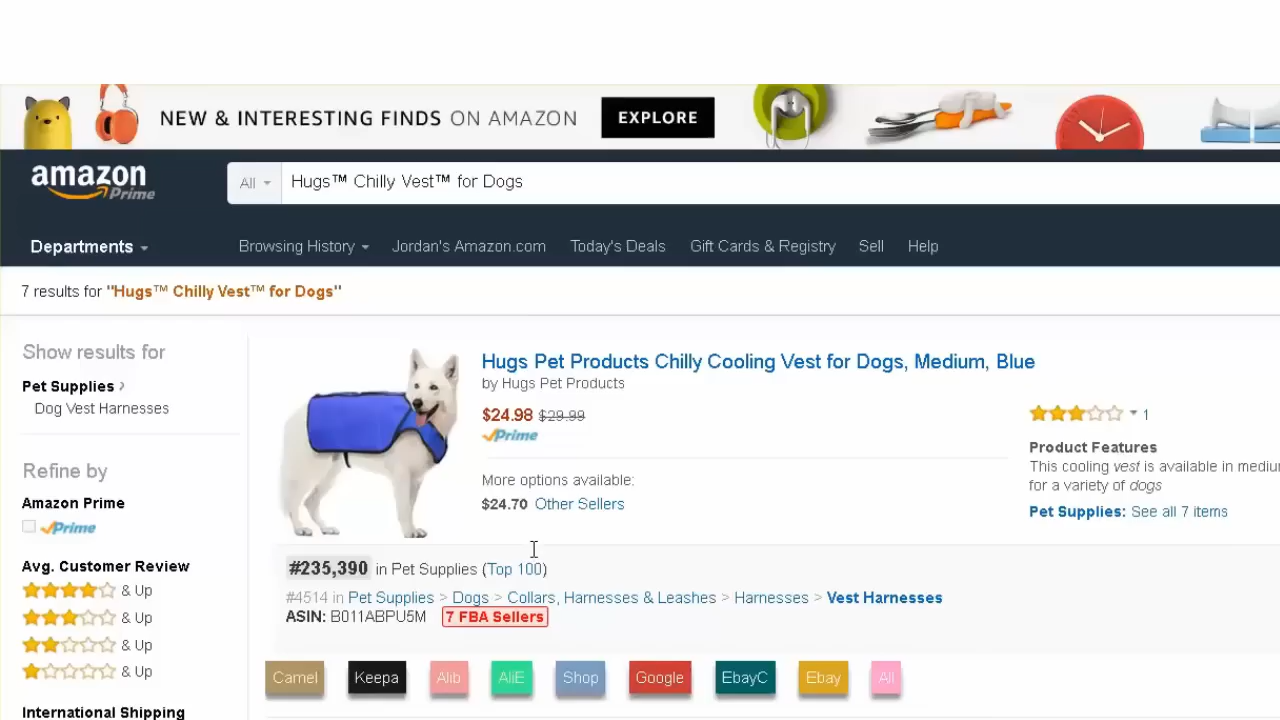 NEW & INTERESTING FINDS ON AMAZON EXPLORE
amazon Prime
All Hugs™ Chilly Vest™ for Dogs
Departments Browsing History Jordan's Amazon.com Today's Deals Gift Cards & Registry Sell Help
7 results for "Hugs™ Chilly Vest™ for Dogs"
Show results for
Pet Supplies ›
Dog Vest Harnesses
Refine by
Amazon Prime
Prime
Avg. Customer Review
& Up
& Up
& Up
& Up
International Shipping
Hugs Pet Products Chilly Cooling Vest for Dogs, Medium, Blue
by Hugs Pet Products
$24.98 $29.99
Prime
More options available:
$24.70 Other Sellers
1
Product Features
This cooling vest is available in mediu
for a variety of dogs
Pet Supplies: See all 7 items
#235,390 in Pet Supplies (Top 100)
#4514 in Pet Supplies > Dogs > Collars, Harnesses & Leashes > Harnesses > Vest Harnesses
ASIN: B011ABPU5M 7 FBA Sellers
Camel Keepa Alib AliE Shop Google EbayC Ebay All